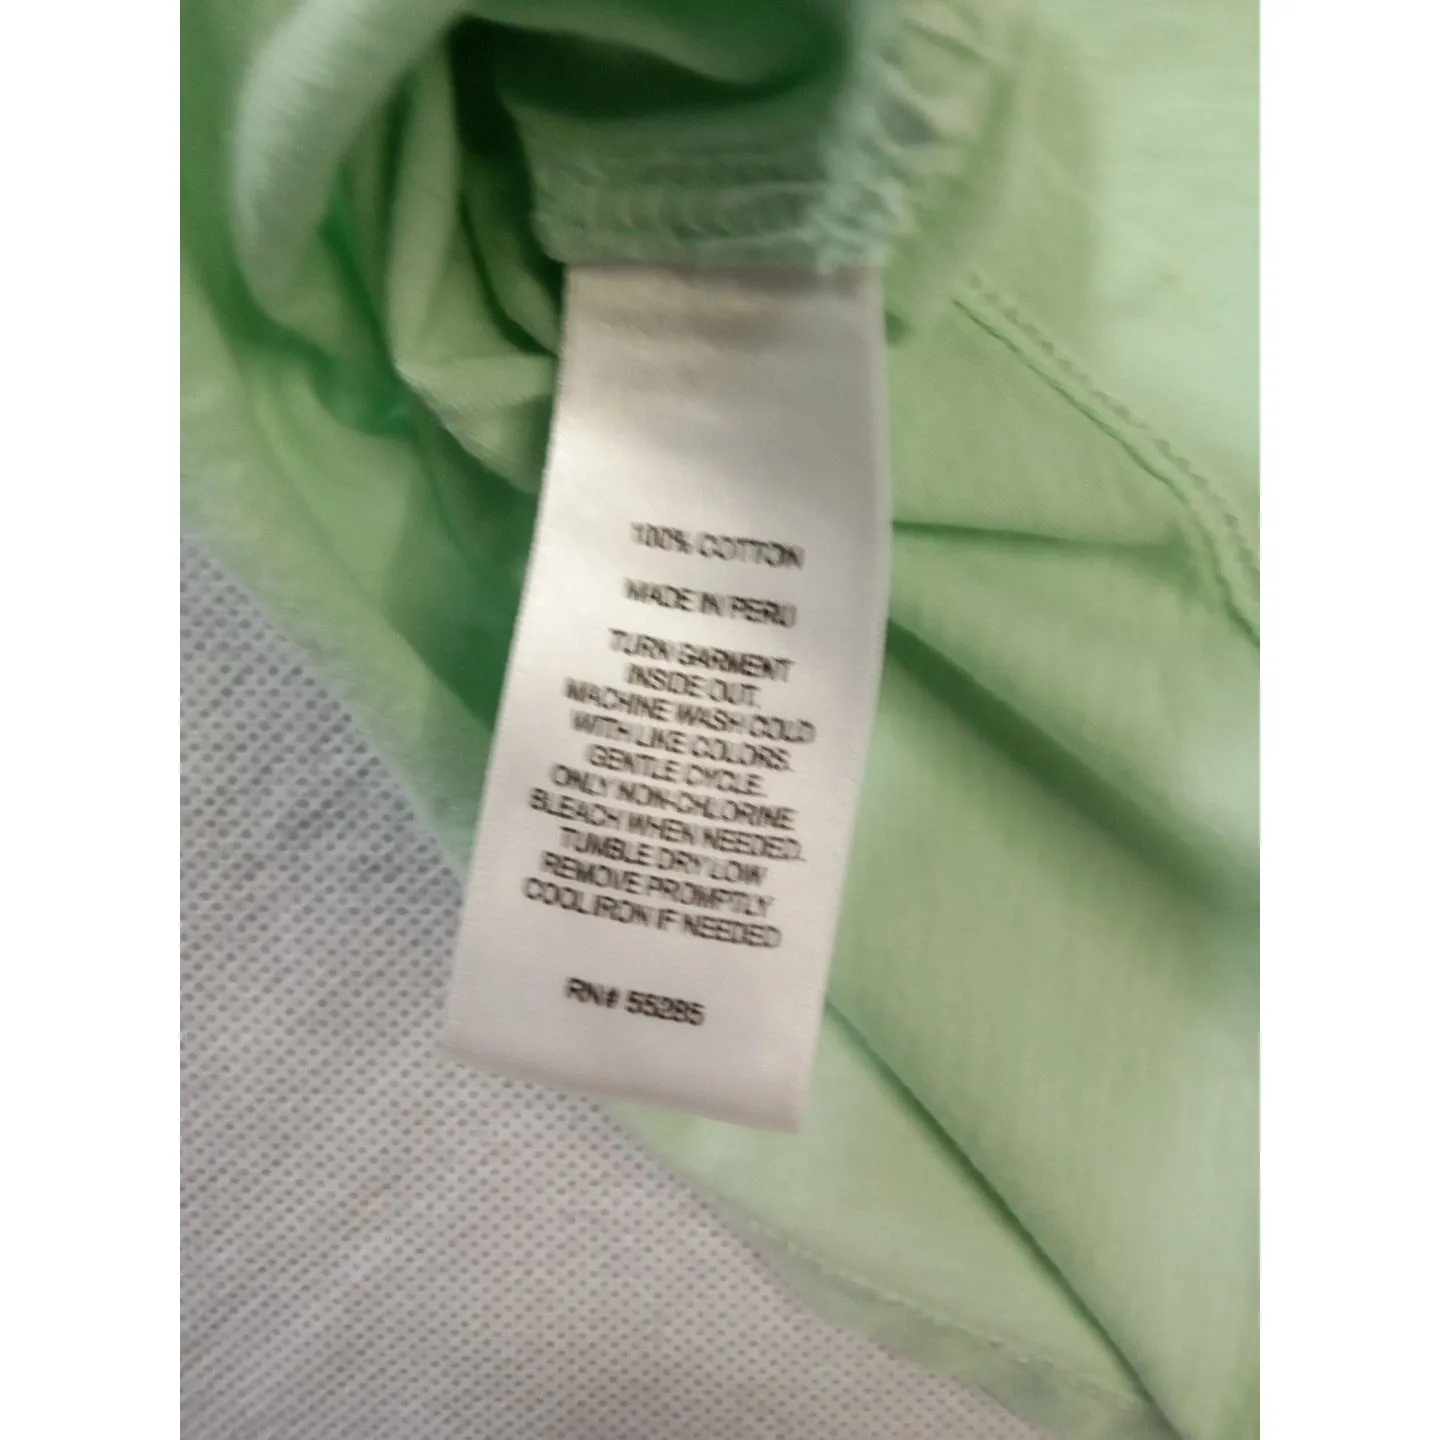 100% COTTON
MADE IN PERU
TURN GARMENT
INSIDE OUT.
MACHINE WASH COLD
WITH LIKE COLORS.
GENTLE CYCLE.
ONLY NON-CHLORINE
BLEACH WHEN NEEDED.
TUMBLE DRY LOW
REMOVE PROMPTLY
COOL IRON IF NEEDED
RN# 55285